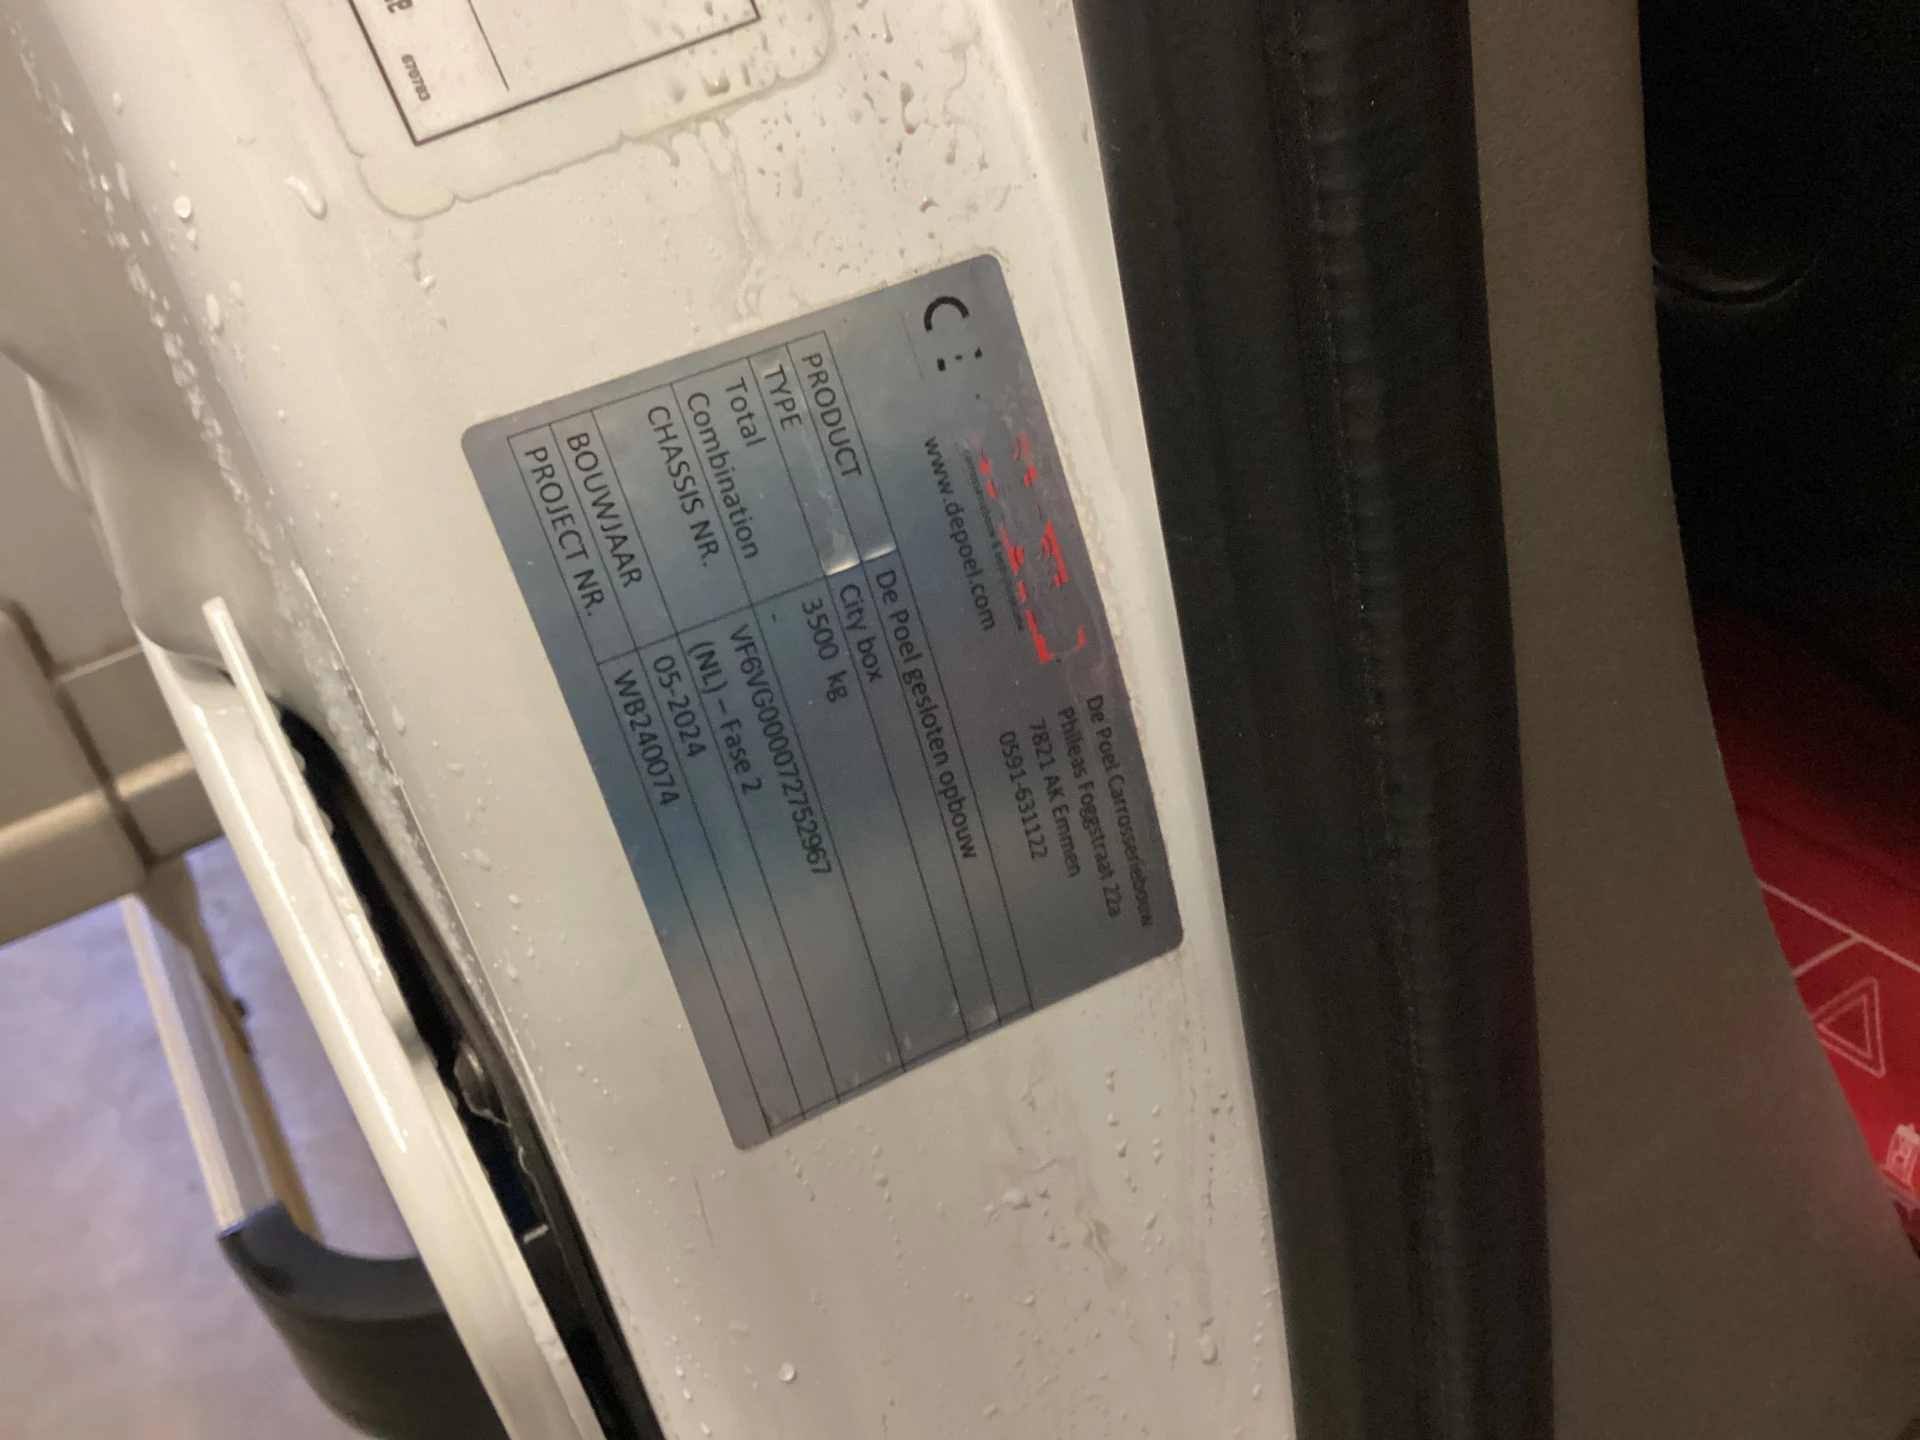 6707783
De Poel Carrosseriebouw
Phileas Foggstraat 22a
7821 AK Emmen
0591-631122
www.depoel.com
PRODUCT De Poel gesloten opbouw
TYPE City box
Total 3500 kg
Combination -
CHASSIS NR. VF6VG000072752967
(NL) – Fase 2
BOUWJAAR 05-2024
PROJECT NR. WB240074